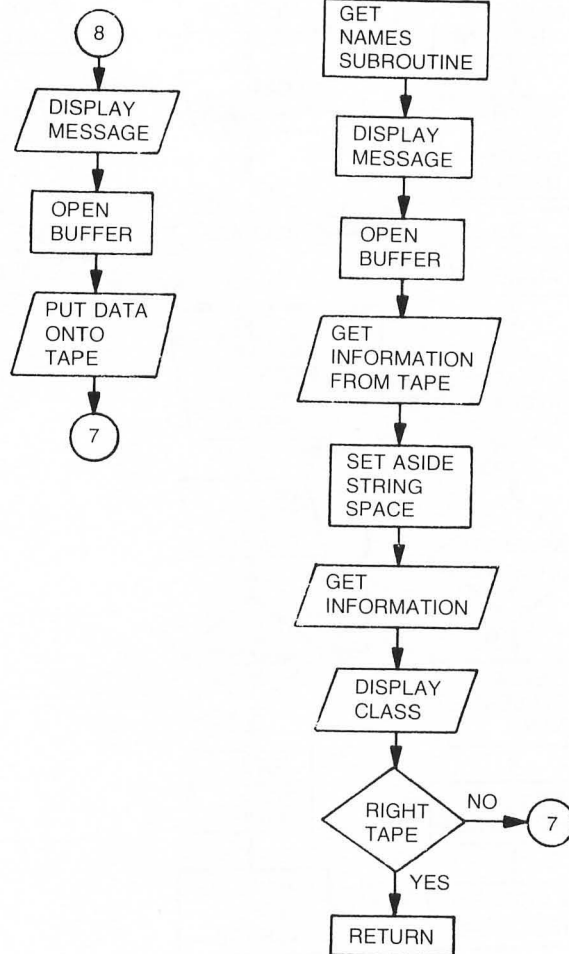 8
DISPLAY
MESSAGE
OPEN
BUFFER
PUT DATA
ONTO
TAPE
7
GET
NAMES
SUBROUTINE
DISPLAY
MESSAGE
OPEN
BUFFER
GET
INFORMATION
FROM TAPE
SET ASIDE
STRING
SPACE
GET
INFORMATION
DISPLAY
CLASS
RIGHT
TAPE
NO
7
YES
RETURN